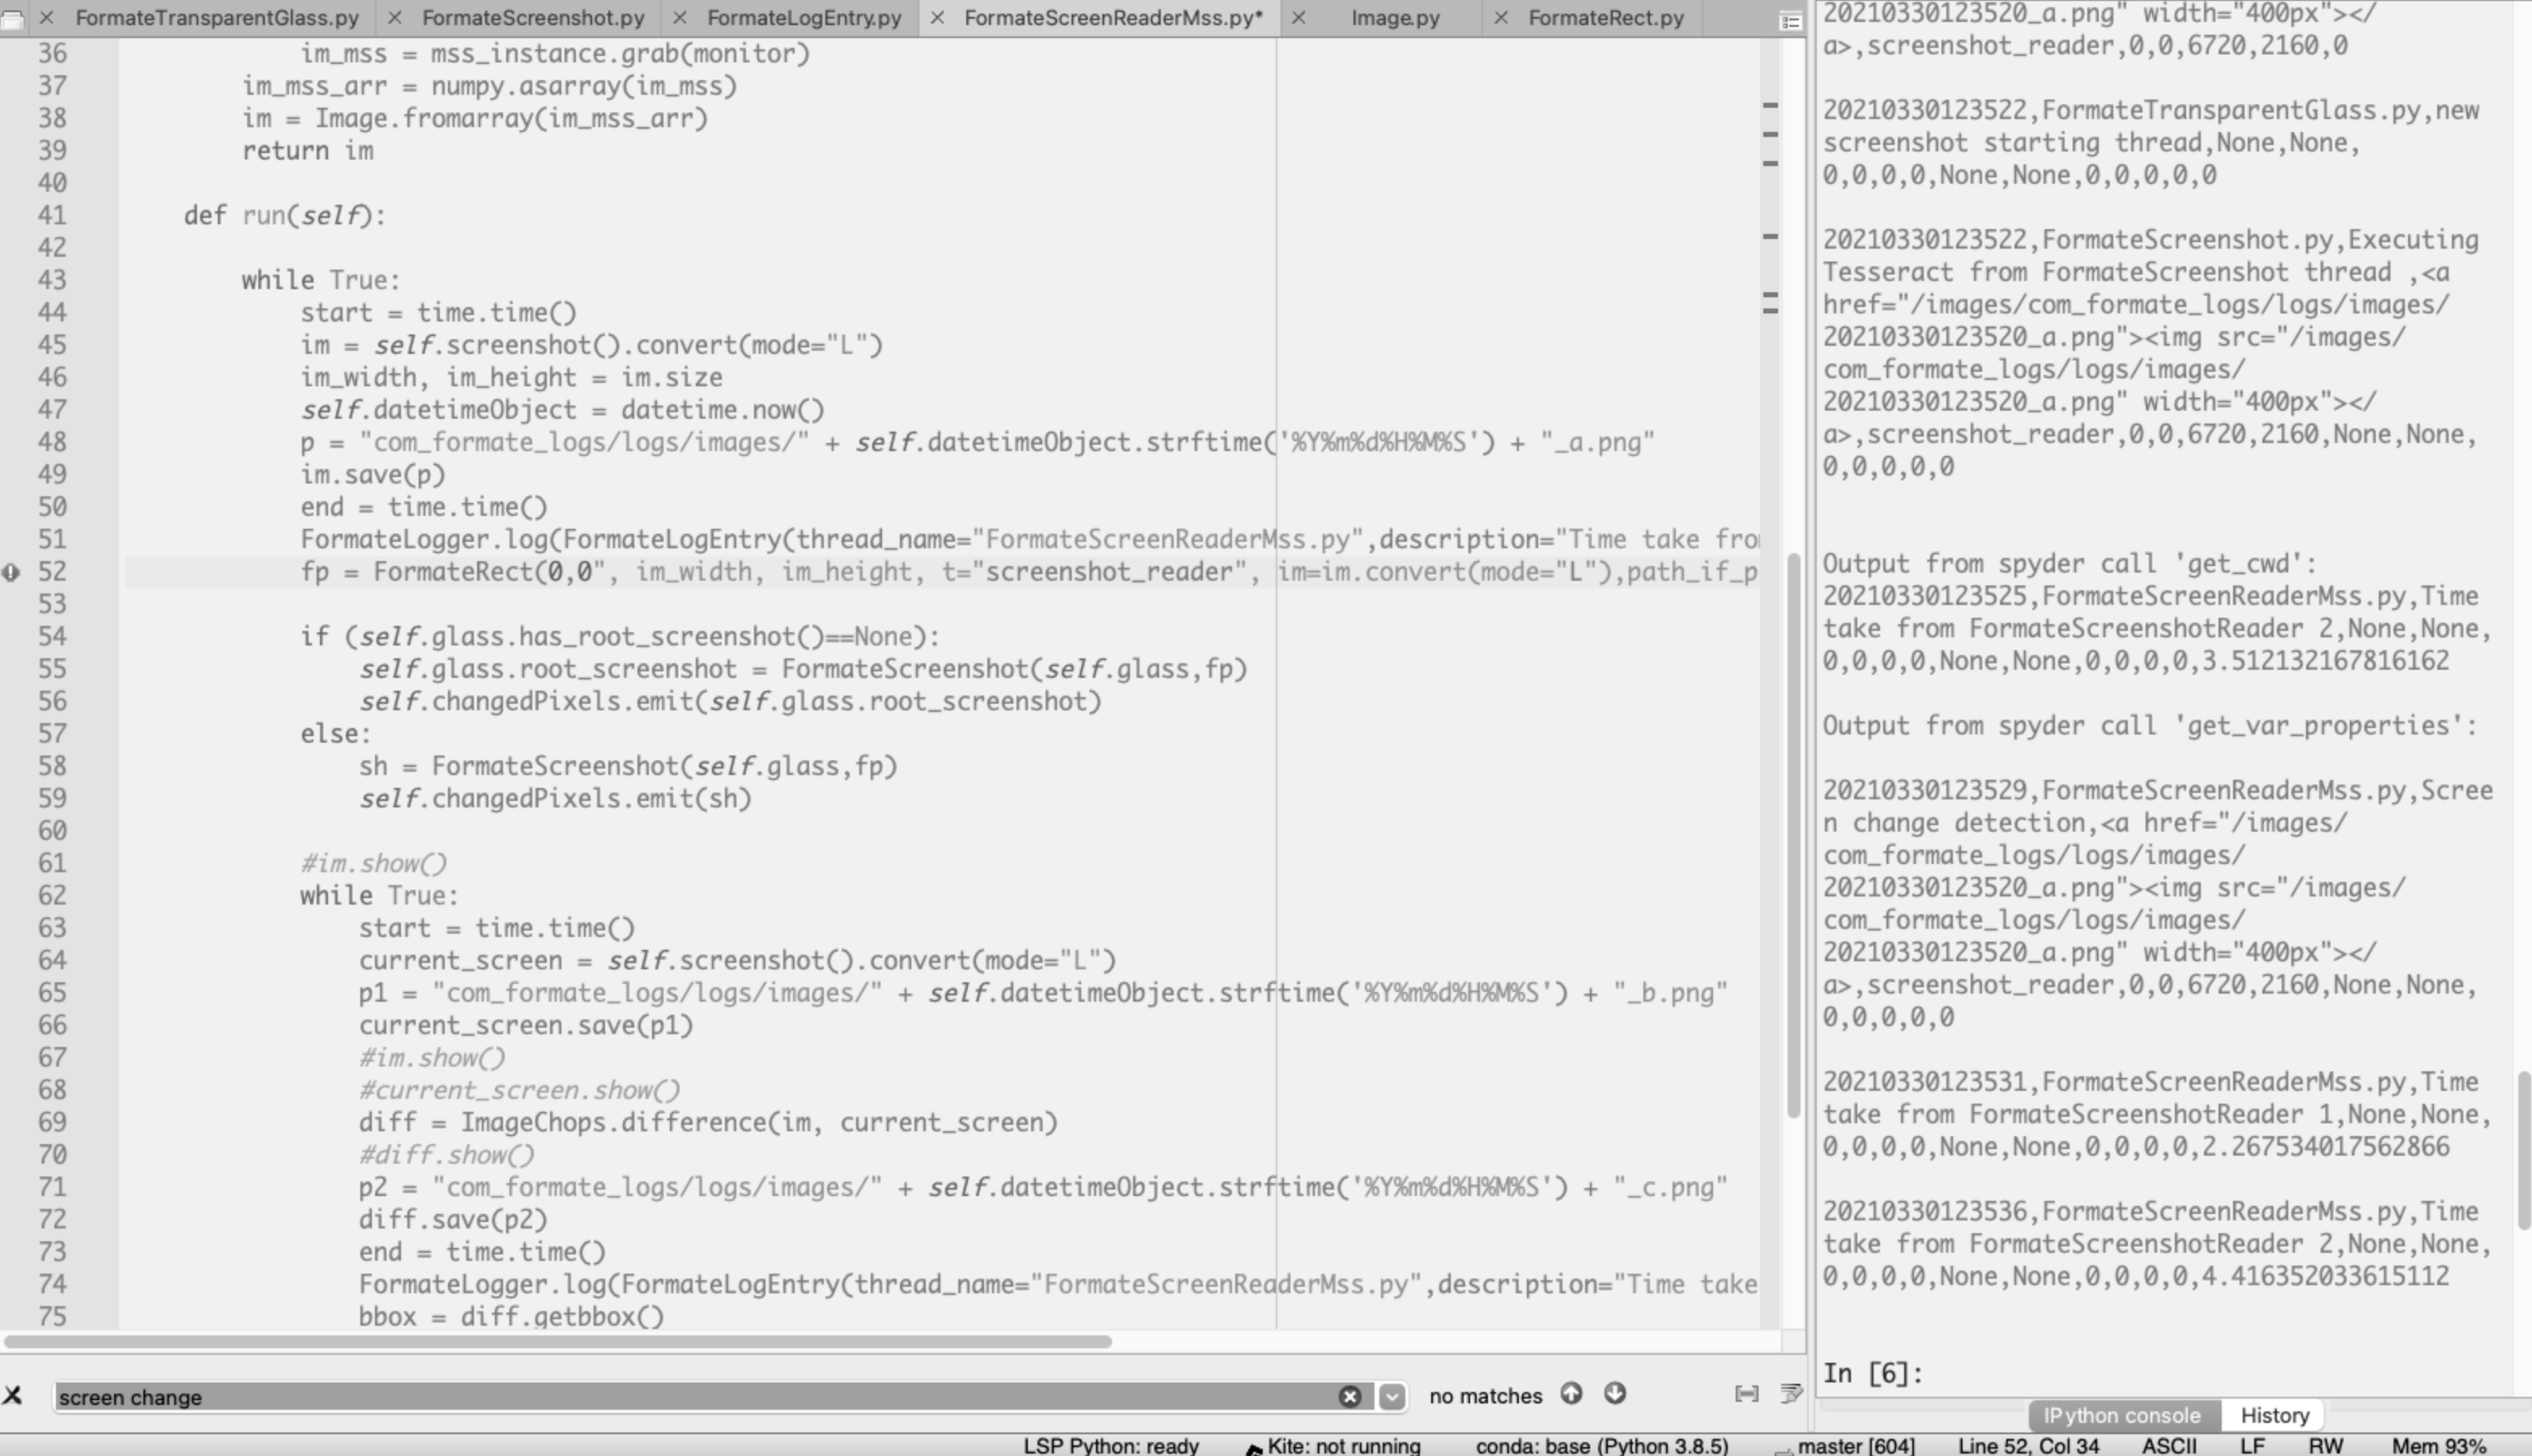 FormateTransparentGlass.py
FormateScreenshot.py
FormateLogEntry.py
FormateScreenReaderMss.py*
Image.py
FormateRect.py
36 im_mss = mss_instance.grab(monitor)
37 im_mss_arr = numpy.asarray(im_mss)
38 im = Image.fromarray(im_mss_arr)
39 return im
40
41 def run(self):
42
43 while True:
44 start = time.time()
45 im = self.screenshot().convert(mode="L")
46 im_width, im_height = im.size
47 self.datetimeObject = datetime.now()
48 p = "com_formate_logs/logs/images/" + self.datetimeObject.strftime('%Y%m%d%H%M%S') + "_a.png"
49 im.save(p)
50 end = time.time()
51 FormateLogger.log(FormateLogEntry(thread_name="FormateScreenReaderMss.py",description="Time take fro
52 fp = FormateRect(0,0", im_width, im_height, t="screenshot_reader", im=im.convert(mode="L"),path_if_p
53
54 if (self.glass.has_root_screenshot()==None):
55 self.glass.root_screenshot = FormateScreenshot(self.glass,fp)
56 self.changedPixels.emit(self.glass.root_screenshot)
57 else:
58 sh = FormateScreenshot(self.glass,fp)
59 self.changedPixels.emit(sh)
60
61 #im.show()
62 while True:
63 start = time.time()
64 current_screen = self.screenshot().convert(mode="L")
65 p1 = "com_formate_logs/logs/images/" + self.datetimeObject.strftime('%Y%m%d%H%M%S') + "_b.png"
66 current_screen.save(p1)
67 #im.show()
68 #current_screen.show()
69 diff = ImageChops.difference(im, current_screen)
70 #diff.show()
71 p2 = "com_formate_logs/logs/images/" + self.datetimeObject.strftime('%Y%m%d%H%M%S') + "_c.png"
72 diff.save(p2)
73 end = time.time()
74 FormateLogger.log(FormateLogEntry(thread_name="FormateScreenReaderMss.py",description="Time take
75 bbox = diff.getbbox()
screen change
no matches
20210330123520_a.png" width="400px"></
a>,screenshot_reader,0,0,6720,2160,0
20210330123522,FormateTransparentGlass.py,new
screenshot starting thread,None,None,
0,0,0,0,None,None,0,0,0,0,0
20210330123522,FormateScreenshot.py,Executing
Tesseract from FormateScreenshot thread ,<a
href="/images/com_formate_logs/logs/images/
20210330123520_a.png"><img src="/images/
com_formate_logs/logs/images/
20210330123520_a.png" width="400px"></
a>,screenshot_reader,0,0,6720,2160,None,None,
0,0,0,0,0
Output from spyder call 'get_cwd':
20210330123525,FormateScreenReaderMss.py,Time
take from FormateScreenshotReader 2,None,None,
0,0,0,0,None,None,0,0,0,0,3.512132167816162
Output from spyder call 'get_var_properties':
20210330123529,FormateScreenReaderMss.py,Scree
n change detection,<a href="/images/
com_formate_logs/logs/images/
20210330123520_a.png"><img src="/images/
com_formate_logs/logs/images/
20210330123520_a.png" width="400px"></
a>,screenshot_reader,0,0,6720,2160,None,None,
0,0,0,0,0
20210330123531,FormateScreenReaderMss.py,Time
take from FormateScreenshotReader 1,None,None,
0,0,0,0,None,None,0,0,0,0,2.267534017562866
20210330123536,FormateScreenReaderMss.py,Time
take from FormateScreenshotReader 2,None,None,
0,0,0,0,None,None,0,0,0,0,4.416352033615112
In [6]:
IPython console
History
LSP Python: ready
Kite: not running
conda: base (Python 3.8.5)
master [604]
Line 52, Col 34
ASCII
LF
RW
Mem 93%